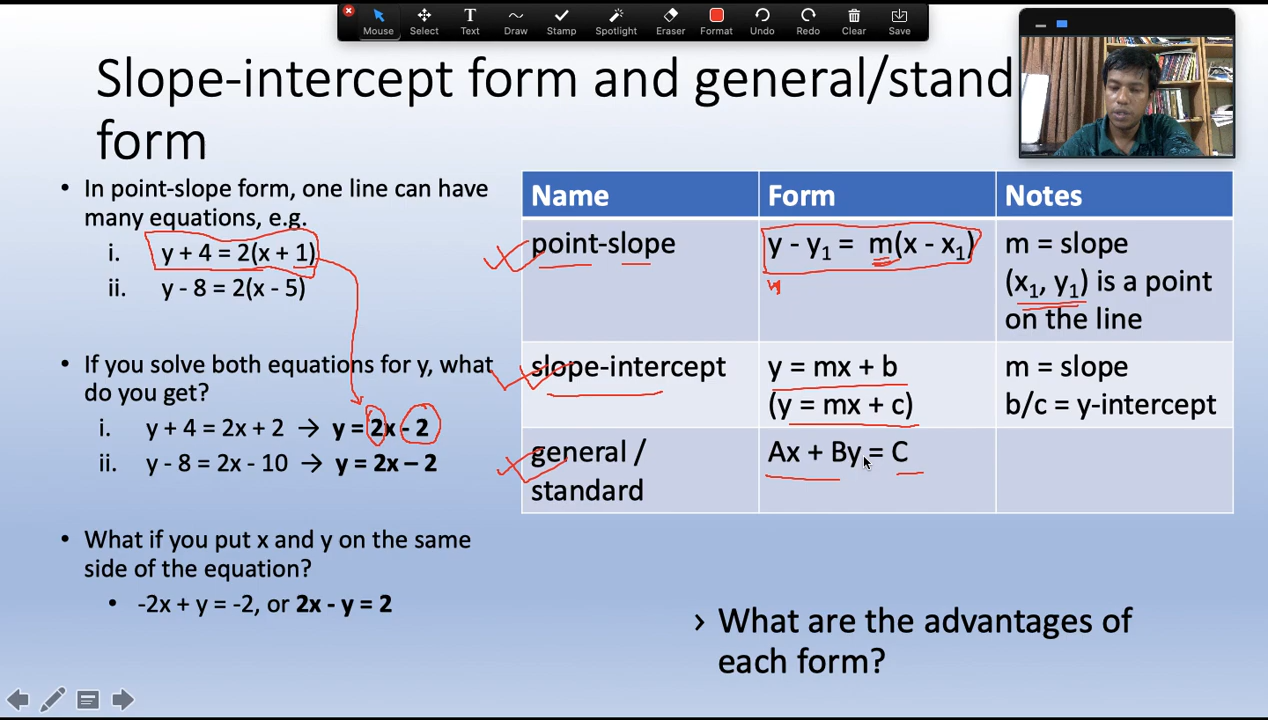 Mouse Select Text Draw Stamp Spotlight Eraser Format Undo Redo Clear Save
Slope-intercept form and general/stand
form
• In point-slope form, one line can have
many equations, e.g.
i. y + 4 = 2(x + 1)
ii. y - 8 = 2(x - 5)
• If you solve both equations for y, what
do you get?
i. y + 4 = 2x + 2 → y = 2x - 2
ii. y - 8 = 2x - 10 → y = 2x – 2
• What if you put x and y on the same
side of the equation?
• -2x + y = -2, or 2x - y = 2
Name Form Notes
point-slope y - y₁ = m(x - x₁) m = slope
(x₁, y₁) is a point
on the line
slope-intercept y = mx + b m = slope
(y = mx + c) b/c = y-intercept
general / Ax + By = C
standard
› What are the advantages of
each form?